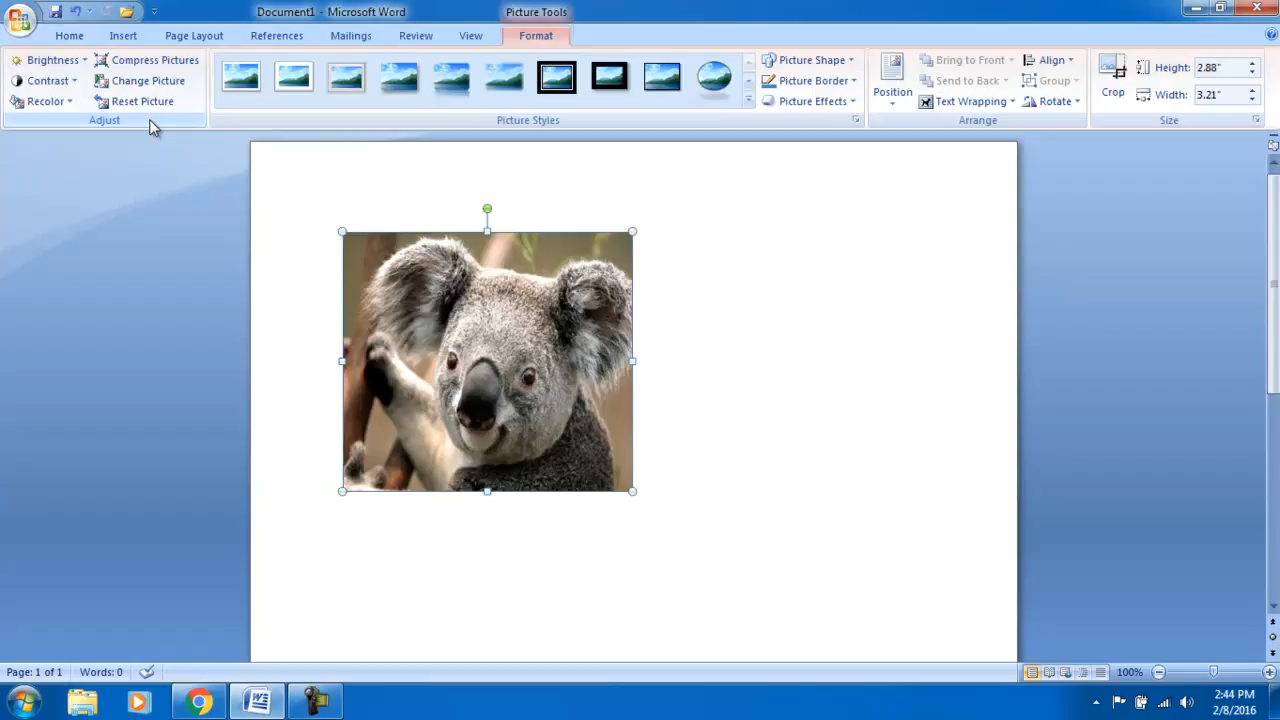 Document1 - Microsoft Word
Picture Tools
Home Insert Page Layout References Mailings Review View Format
Brightness Compress Pictures
Contrast Change Picture
Recolor Reset Picture
Adjust
Picture Styles
Picture Shape
Picture Border
Picture Effects
Position
Bring to Front
Send to Back
Text Wrapping
Align
Group
Rotate
Arrange
Crop
Height: 2.88"
Width: 3.21"
Size
Page: 1 of 1 Words: 0
100%
2:44 PM
2/8/2016